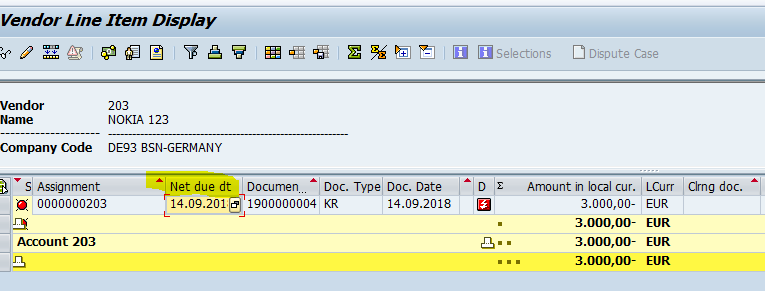 Vendor Line Item Display
Selections Dispute Case
Vendor 203
Name NOKIA 123
Company Code DE93 BSN-GERMANY
S Assignment Net due dt Documen.. Doc. Type Doc. Date D Σ Amount in local cur. LCurr Clrng doc.
0000000203 14.09.201 1900000004 KR 14.09.2018 3.000,00- EUR
3.000,00- EUR
Account 203 3.000,00- EUR
3.000,00- EUR